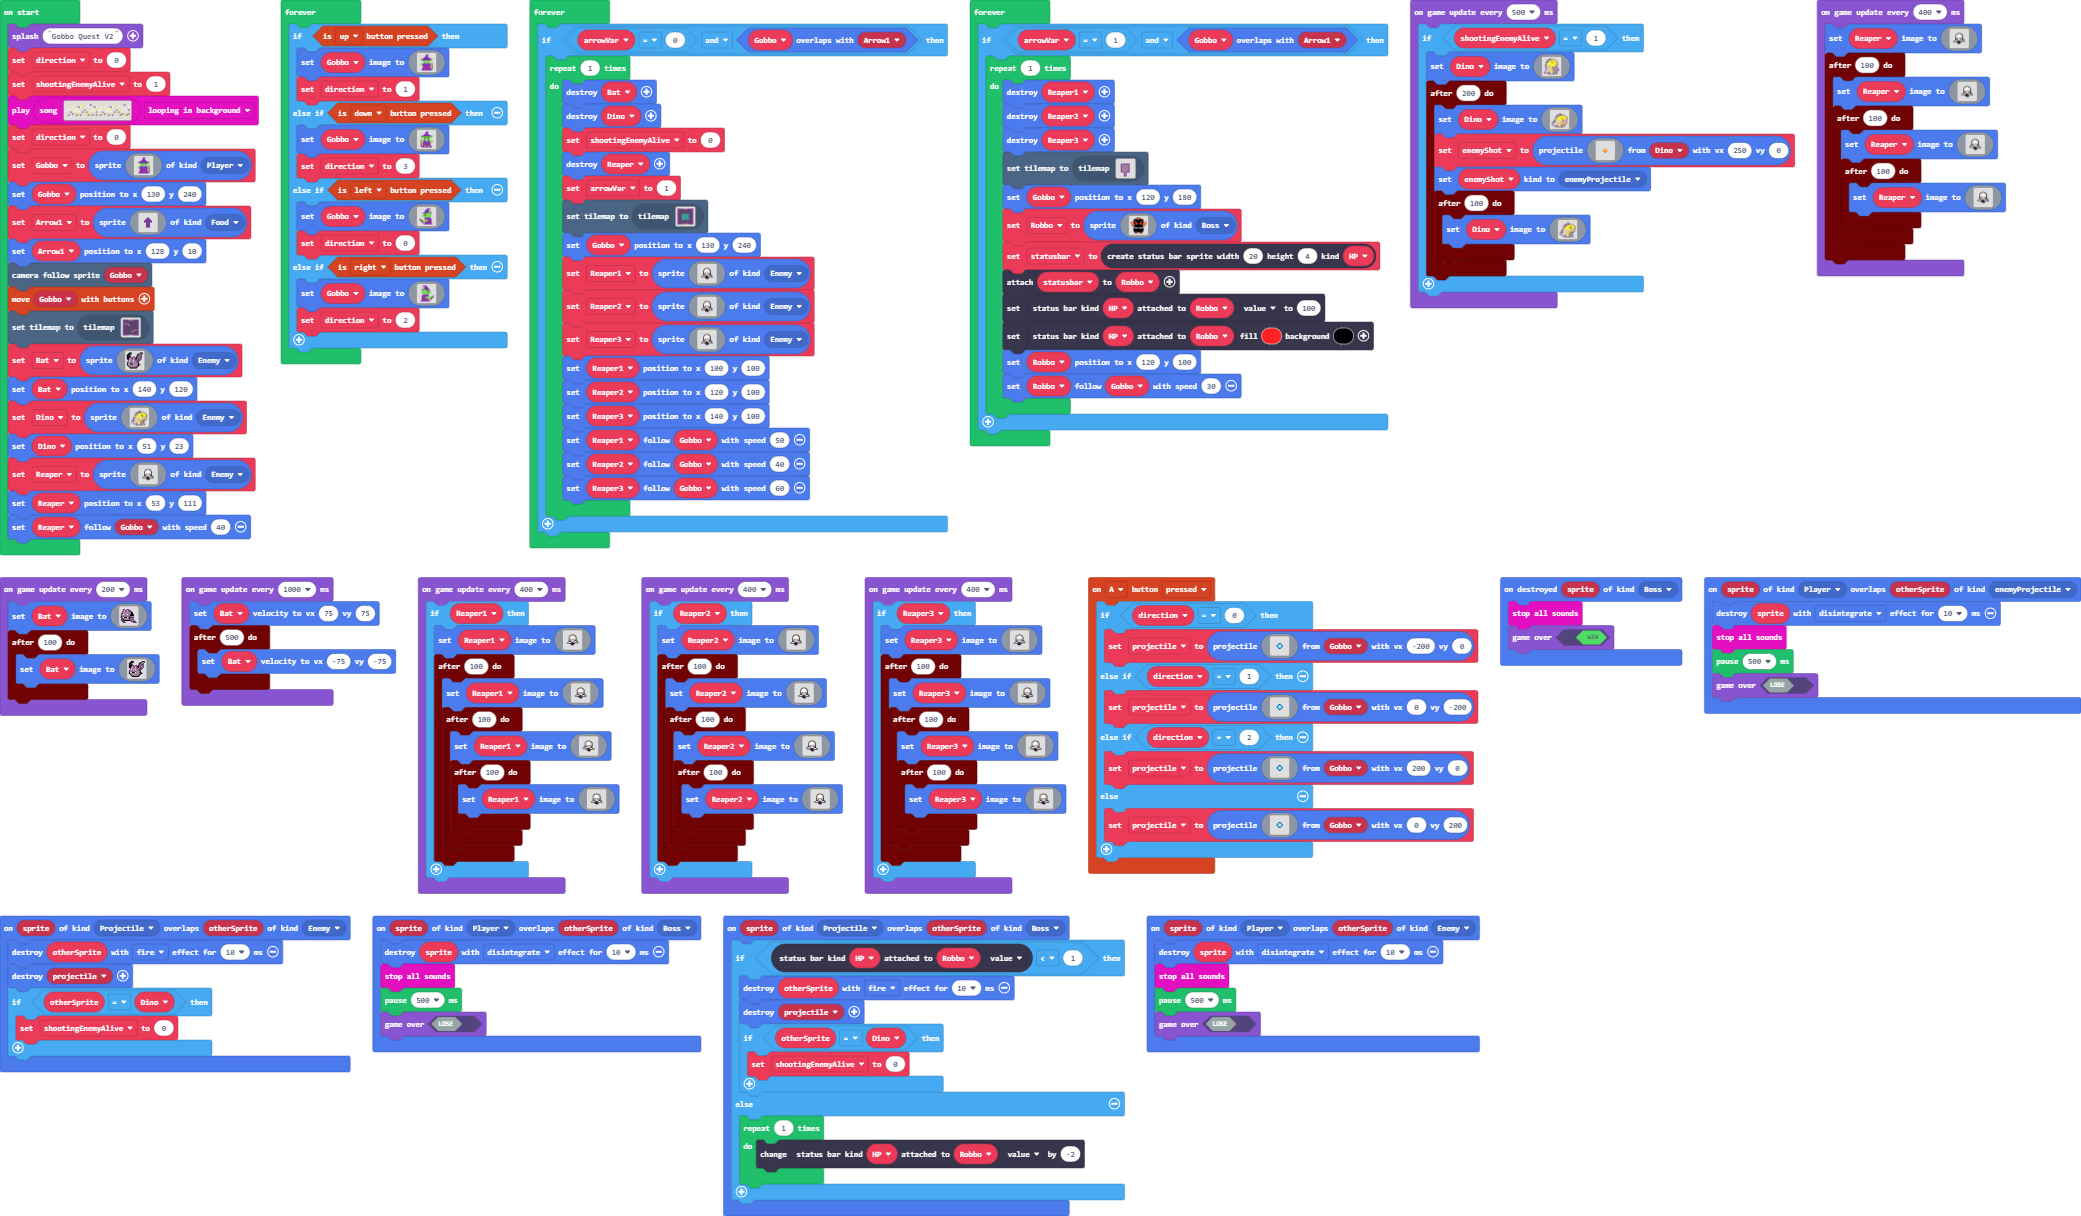 on start
splash "Gobbo Quest V2"
set direction to 0
set shootingEnemyAlive to 1
play song looping in background
set direction to 0
set Gobbo to sprite of kind Player
set Gobbo position to x 130 y 240
set Arrow1 to sprite of kind Food
set Arrow1 position to x 128 y 10
camera follow sprite Gobbo
move Gobbo with buttons
set tilemap to tilemap
set Bat to sprite of kind Enemy
set Bat position to x 140 y 120
set Dino to sprite of kind Enemy
set Dino position to x 51 y 23
set Reaper to sprite of kind Enemy
set Reaper position to x 53 y 111
set Reaper follow Gobbo with speed 40
forever
if is up button pressed then
set Gobbo image to
set direction to 1
else if is down button pressed then
set Gobbo image to
set direction to 3
else if is left button pressed then
set Gobbo image to
set direction to 0
else if is right button pressed then
set Gobbo image to
set direction to 2
forever
if arrowVar = 0 and Gobbo overlaps with Arrow1 then
repeat 1 times
do destroy Bat
destroy Dino
set shootingEnemyAlive to 0
destroy Reaper
set arrowVar to 1
set tilemap to tilemap
set Gobbo position to x 130 y 240
set Reaper1 to sprite of kind Enemy
set Reaper2 to sprite of kind Enemy
set Reaper3 to sprite of kind Enemy
set Reaper1 position to x 100 y 100
set Reaper2 position to x 120 y 100
set Reaper3 position to x 140 y 100
set Reaper1 follow Gobbo with speed 50
set Reaper2 follow Gobbo with speed 40
set Reaper3 follow Gobbo with speed 60
forever
if arrowVar = 1 and Gobbo overlaps with Arrow1 then
repeat 1 times
do destroy Reaper1
destroy Reaper2
destroy Reaper3
set tilemap to tilemap
set Gobbo position to x 120 y 180
set Robbo to sprite of kind Boss
set statusbar to create status bar sprite width 20 height 4 kind HP
attach statusbar to Robbo
set status bar kind HP attached to Robbo value to 100
set status bar kind HP attached to Robbo fill background
set Robbo position to x 120 y 100
set Robbo follow Gobbo with speed 30
on game update every 500 ms
if shootingEnemyAlive = 1 then
set Dino image to
after 200 do
set Dino image to
set enemyShot to projectile from Dino with vx 250 vy 0
set enemyShot kind to enemyProjectile
after 100 do
set Dino image to
on game update every 400 ms
set Reaper image to
after 100 do
set Reaper image to
after 100 do
set Reaper image to
after 100 do
set Reaper image to
on game update every 200 ms
set Bat image to
after 100 do
set Bat image to
on game update every 1000 ms
set Bat velocity to vx 75 vy 75
after 500 do
set Bat velocity to vx -75 vy -75
on game update every 400 ms
if Reaper1 then
set Reaper1 image to
after 100 do
set Reaper1 image to
after 100 do
set Reaper1 image to
after 100 do
set Reaper1 image to
on game update every 400 ms
if Reaper2 then
set Reaper2 image to
after 100 do
set Reaper2 image to
after 100 do
set Reaper2 image to
after 100 do
set Reaper2 image to
on game update every 400 ms
if Reaper3 then
set Reaper3 image to
after 100 do
set Reaper3 image to
after 100 do
set Reaper3 image to
after 100 do
set Reaper3 image to
on A button pressed
if direction = 0 then
set projectile to projectile from Gobbo with vx -200 vy 0
else if direction = 1 then
set projectile to projectile from Gobbo with vx 0 vy -200
else if direction = 2 then
set projectile to projectile from Gobbo with vx 200 vy 0
else
set projectile to projectile from Gobbo with vx 0 vy 200
on destroyed sprite of kind Boss
stop all sounds
game over WIN
on sprite of kind Player overlaps otherSprite of kind enemyProjectile
destroy sprite with disintegrate effect for 10 ms
stop all sounds
pause 500 ms
game over LOSE
on sprite of kind Projectile overlaps otherSprite of kind Enemy
destroy otherSprite with fire effect for 10 ms
destroy projectile
if otherSprite = Dino then
set shootingEnemyAlive to 0
on sprite of kind Player overlaps otherSprite of kind Boss
destroy sprite with disintegrate effect for 10 ms
stop all sounds
pause 500 ms
game over LOSE
on sprite of kind Projectile overlaps otherSprite of kind Boss
if status bar kind HP attached to Robbo value < 1 then
destroy otherSprite with fire effect for 10 ms
destroy projectile
if otherSprite = Dino then
set shootingEnemyAlive to 0
else
repeat 1 times
do change status bar kind HP attached to Robbo value by -2
on sprite of kind Player overlaps otherSprite of kind Enemy
destroy sprite with disintegrate effect for 10 ms
stop all sounds
pause 500 ms
game over LOSE